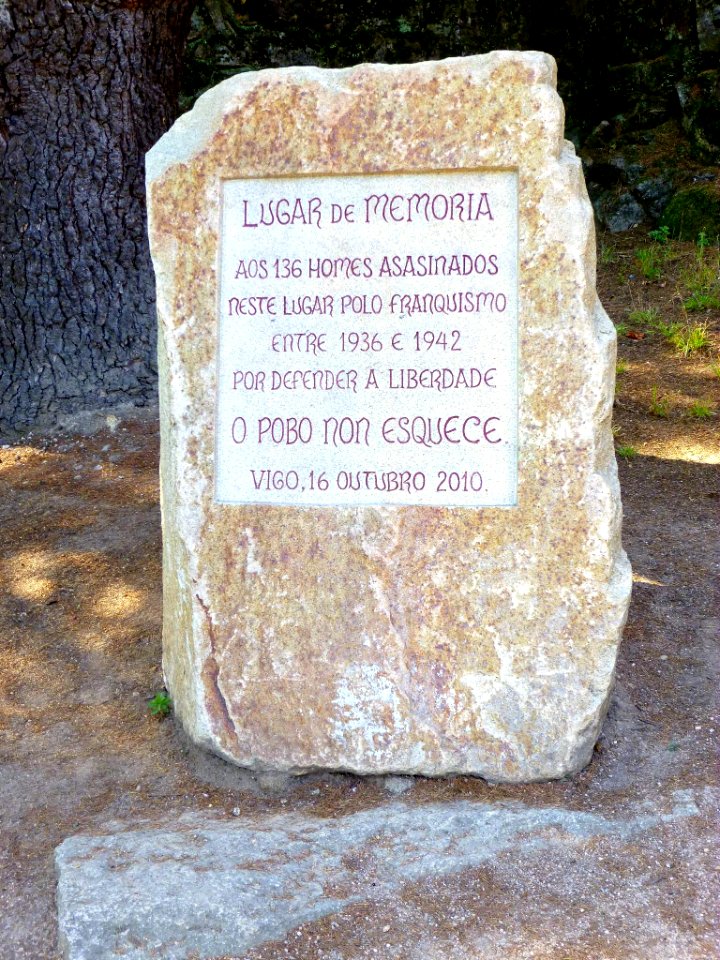 LUGAR DE MEMORIA
AOS 136 HOMES ASASINADOS
NESTE LUGAR POLO FRANQUISMO
ENTRE 1936 E 1942
POR DEFENDER A LIBERDADE
O POBO NON ESQUECE.
VIGO, 16 OUTUBRO 2010.